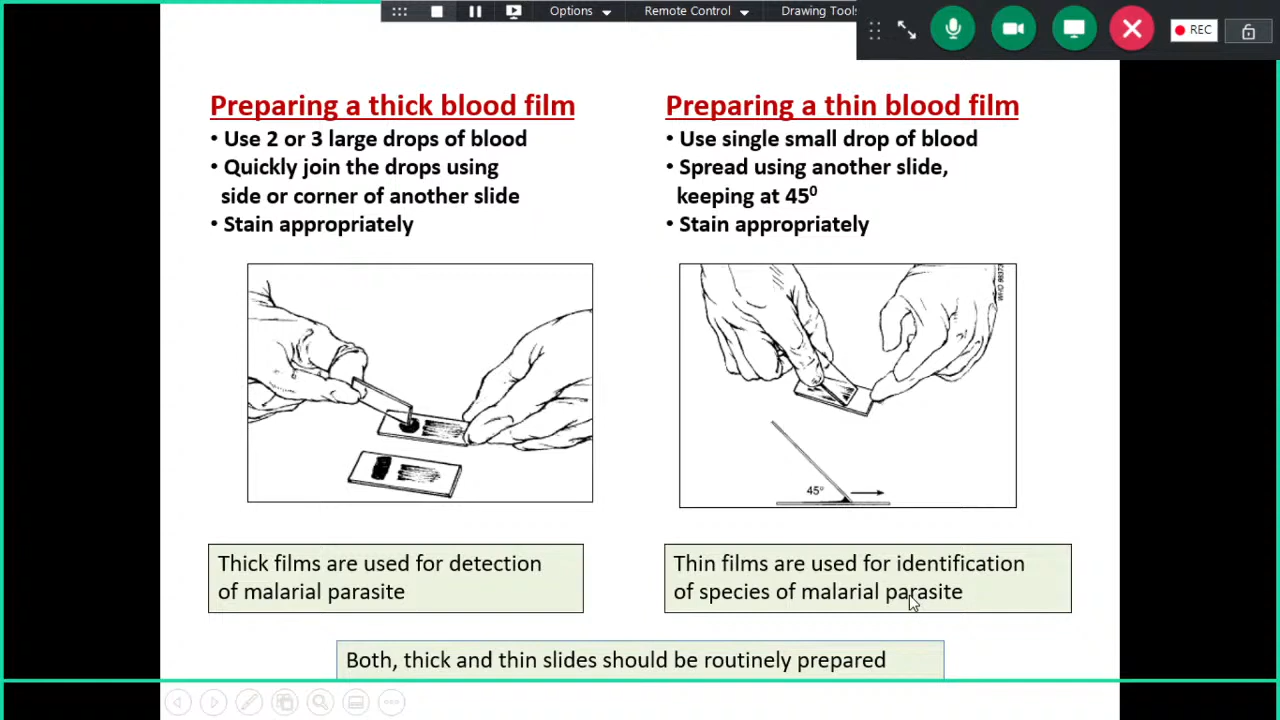 Options
Remote Control
Drawing Tools
REC
Preparing a thick blood film
• Use 2 or 3 large drops of blood
• Quickly join the drops using
side or corner of another slide
• Stain appropriately
Preparing a thin blood film
• Use single small drop of blood
• Spread using another slide,
keeping at 45⁰
• Stain appropriately
45°
Thick films are used for detection
of malarial parasite
Thin films are used for identification
of species of malarial parasite
Both, thick and thin slides should be routinely prepared